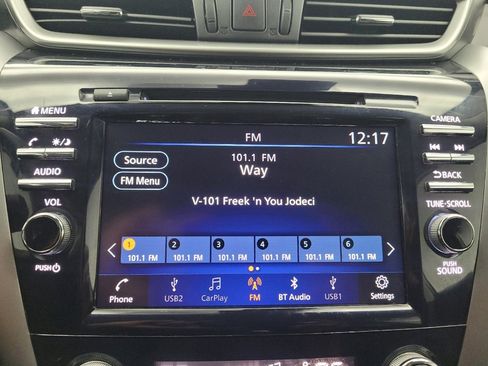 MENU
CAMERA
AUDIO
BACK
VOL
TUNE·SCROLL
PUSH
PUSH
SOUND
FM 12:17
Source
FM Menu
101.1 FM
Way
V-101 Freek 'n You Jodeci
1 2 3 4 5 6
101.1 FM 101.1 FM 101.1 FM 101.1 FM 101.1 FM 101.1 FM
Phone USB2 CarPlay FM BT Audio USB1 Settings